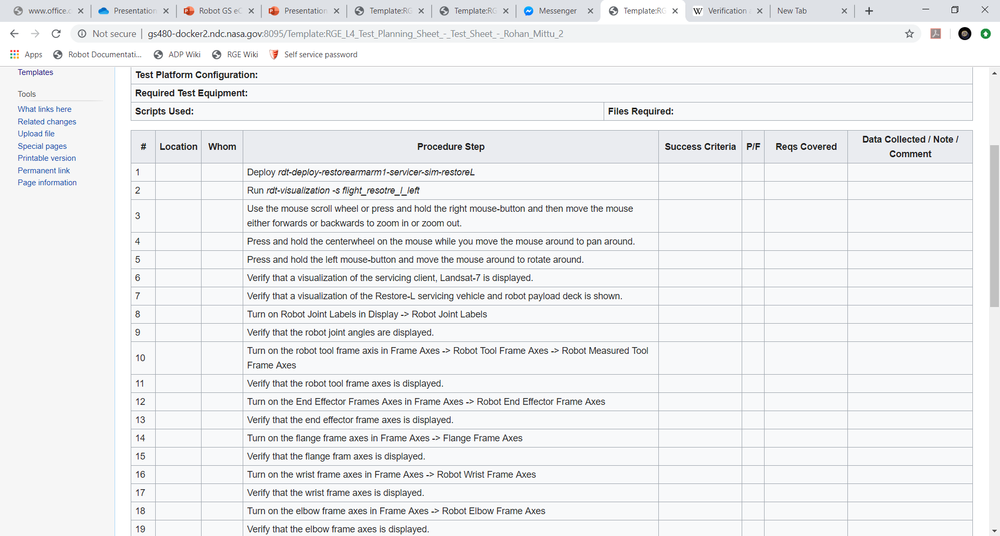 www.office.c
Presentation
Robot GS eC
Presentation
Template:RG
Template:RG
Messenger
Template:RG
Verification a
New Tab
Not secure
gs480-docker2.ndc.nasa.gov:8095/Template:RGE_L4_Test_Planning_Sheet_-_Test_Sheet_-_Rohan_Mittu_2
Apps
Robot Documentati...
ADP Wiki
RGE Wiki
Self service password
Templates
Tools
What links here
Related changes
Upload file
Special pages
Printable version
Permanent link
Page information
Test Platform Configuration:
Required Test Equipment:
Scripts Used:
Files Required:
# Location Whom Procedure Step Success Criteria P/F Reqs Covered Data Collected / Note /
Comment
1 Deploy rdt-deploy-restorearmarm1-servicer-sim-restoreL
2 Run rdt-visualization -s flight_resotre_l_left
3 Use the mouse scroll wheel or press and hold the right mouse-button and then move the mouse
either forwards or backwards to zoom in or zoom out.
4 Press and hold the centerwheel on the mouse while you move the mouse around to pan around.
5 Press and hold the left mouse-button and move the mouse around to rotate around.
6 Verify that a visualization of the servicing client, Landsat-7 is displayed.
7 Verify that a visualization of the Restore-L servicing vehicle and robot payload deck is shown.
8 Turn on Robot Joint Labels in Display -> Robot Joint Labels
9 Verify that the robot joint angles are displayed.
10 Turn on the robot tool frame axis in Frame Axes -> Robot Tool Frame Axes -> Robot Measured Tool
Frame Axes
11 Verify that the robot tool frame axes is displayed.
12 Turn on the End Effector Frames Axes in Frame Axes -> Robot End Effector Frame Axes
13 Verify that the end effector frame axes is displayed.
14 Turn on the flange frame axes in Frame Axes -> Flange Frame Axes
15 Verify that the flange fram axes is displayed.
16 Turn on the wrist frame axes in Frame Axes -> Robot Wrist Frame Axes
17 Verify that the wrist frame axes is displayed.
18 Turn on the elbow frame axes in Frame Axes -> Robot Elbow Frame Axes
19 Verify that the elbow frame axes is displayed.